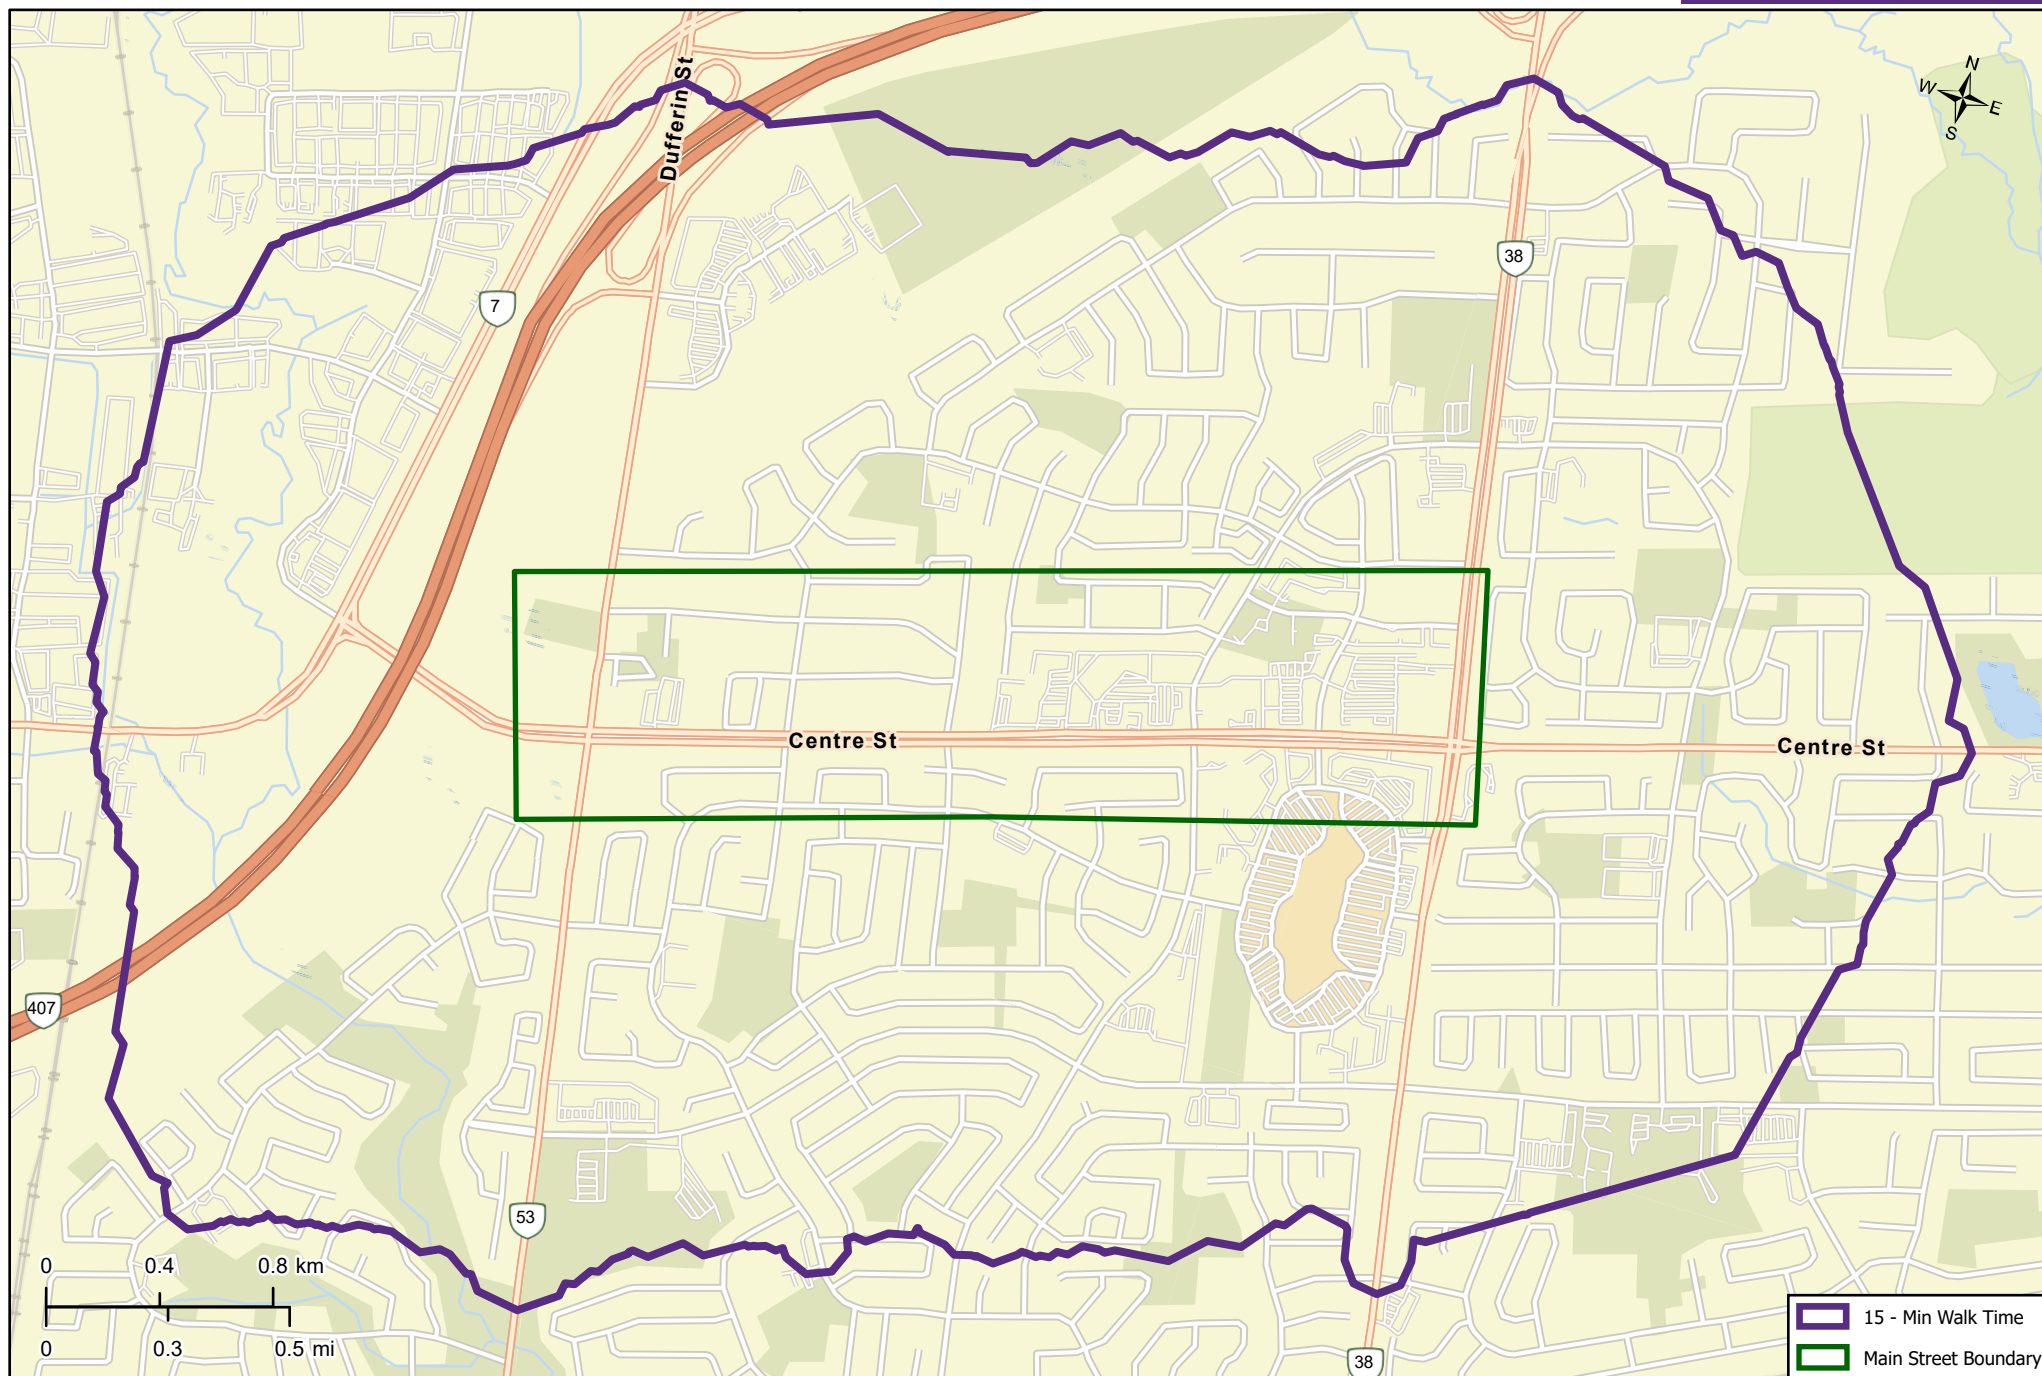 N
W
E
S
Dufferin St
38
7
Centre St
Centre St
407
53
0 0.4 0.8 km
0 0.3 0.5 mi
38
15 - Min Walk Time
Main Street Boundary